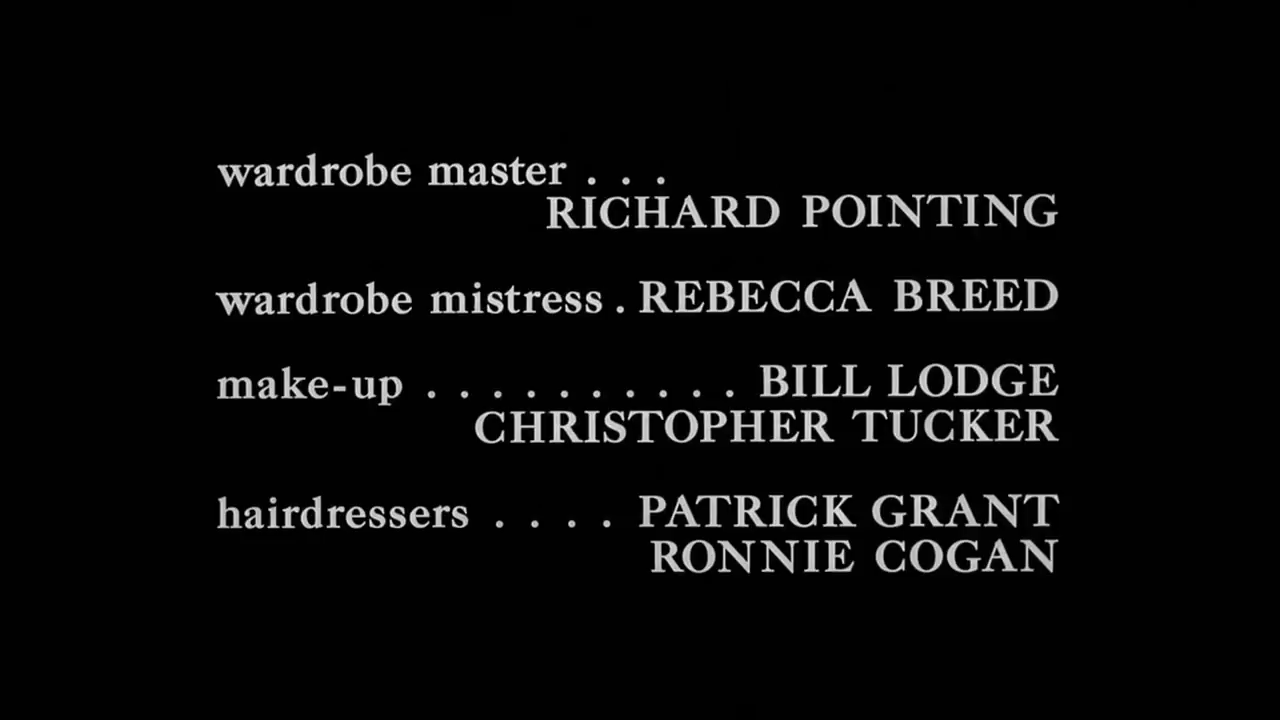 wardrobe master . . .
RICHARD POINTING
wardrobe mistress . REBECCA BREED
make-up . . . . . . . . . . BILL LODGE
CHRISTOPHER TUCKER
hairdressers . . . . PATRICK GRANT
RONNIE COGAN